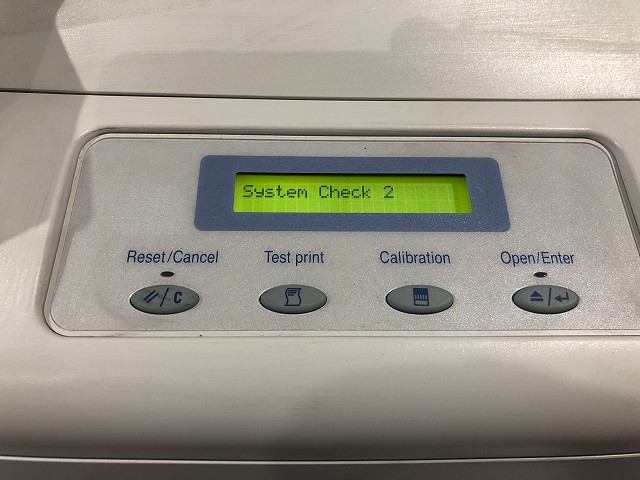 System Check 2
Reset/Cancel
Test print
Calibration
Open/Enter
//·C